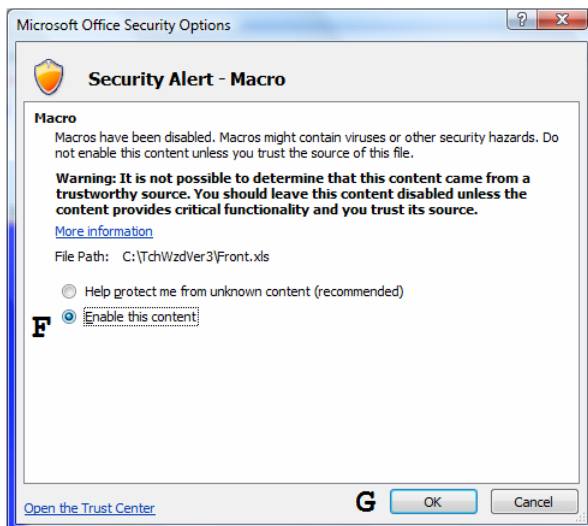 Microsoft Office Security Options
Security Alert - Macro
Macro
Macros have been disabled. Macros might contain viruses or other security hazards. Do
not enable this content unless you trust the source of this file.
Warning: It is not possible to determine that this content came from a
trustworthy source. You should leave this content disabled unless the
content provides critical functionality and you trust its source.
More information
File Path: C:\TchWzdVer3\Front.xls
Help protect me from unknown content (recommended)
F Enable this content
Open the Trust Center G OK Cancel